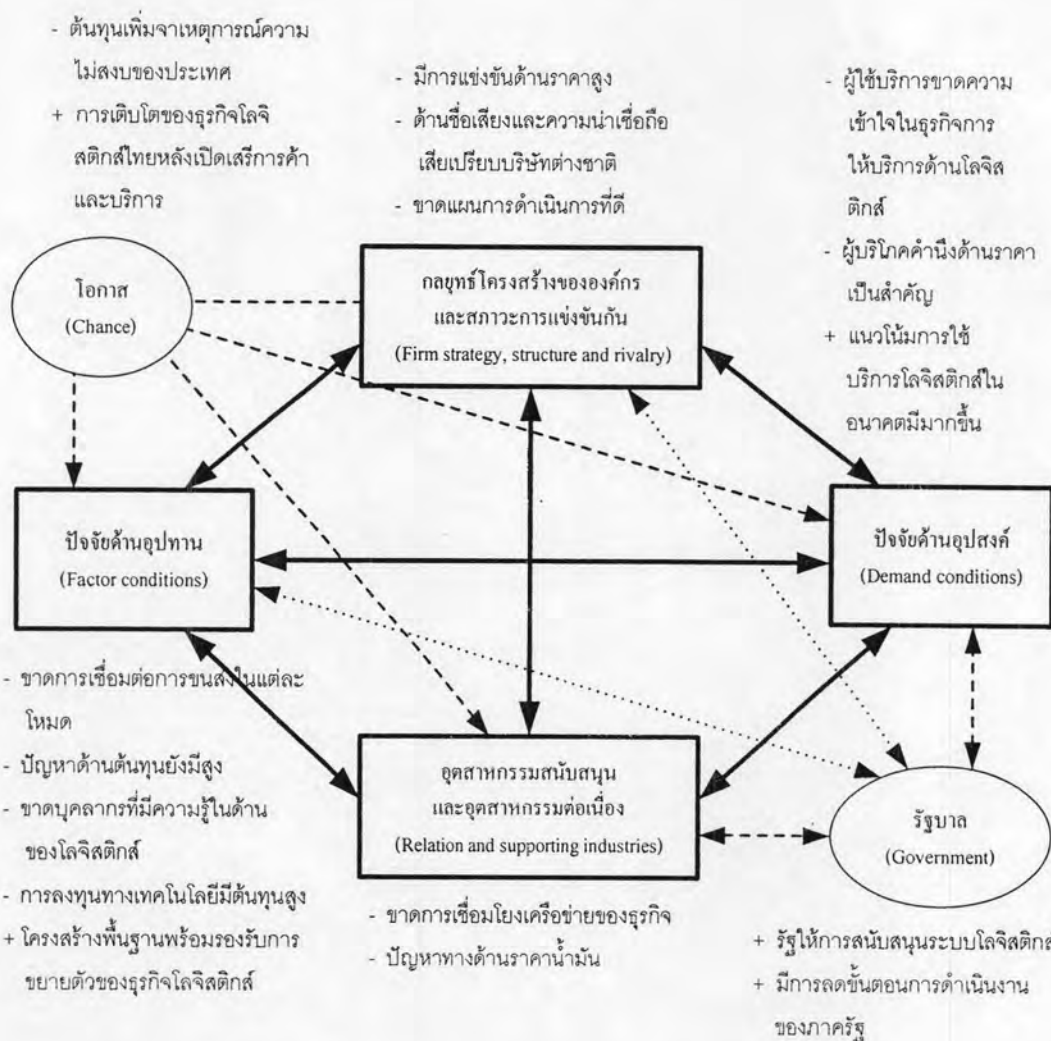 - ต้นทุนเพิ่มจาเหตุการณ์ความ
ไม่สงบของประเทศ
+ การเติบโตของธุรกิจโลจิ
สติกส์ไทยหลังเปิดเสรีการค้า
และบริการ
- มีการแข่งขันด้านราคาสูง
- ด้านชื่อเสียงและความน่าเชื่อถือ
เสียเปรียบบริษัทต่างชาติ
- ขาดแผนการดำเนินการที่ดี
- ผู้ใช้บริการขาดความ
เข้าใจในธุรกิจการ
ให้บริการด้านโลจิส
ติกส์
- ผู้บริโภคคำนึงด้านราคา
เป็นสำคัญ
+ แนวโน้มการใช้
บริการโลจิสติกส์ใน
อนาคตมีมากขึ้น
โอกาส
(Chance)
กลยุทธ์โครงสร้างขององค์กร
และสภาวะการแข่งขันกัน
(Firm strategy, structure and rivalry)
ปัจจัยด้านอุปทาน
(Factor conditions)
ปัจจัยด้านอุปสงค์
(Demand conditions)
- ขาดการเชื่อมต่อการขนส่งในแต่ละ
โหมด
- ปัญหาด้านต้นทุนยังมีสูง
- ขาดบุคลากรที่มีความรู้ในด้าน
ของโลจิสติกส์
- การลงทุนทางเทคโนโลยีมีต้นทุนสูง
+ โครงสร้างพื้นฐานพร้อมรองรับการ
ขยายตัวของธุรกิจโลจิสติกส์
อุตสาหกรรมสนับสนุน
และอุตสาหกรรมต่อเนื่อง
(Relation and supporting industries)
- ขาดการเชื่อมโยงเครือข่ายของธุรกิจ
- ปัญหาทางด้านราคาน้ำมัน
รัฐบาล
(Government)
+ รัฐให้การสนับสนุนระบบโลจิสติกส์
+ มีการลดขั้นตอนการดำเนินงาน
ของภาครัฐ